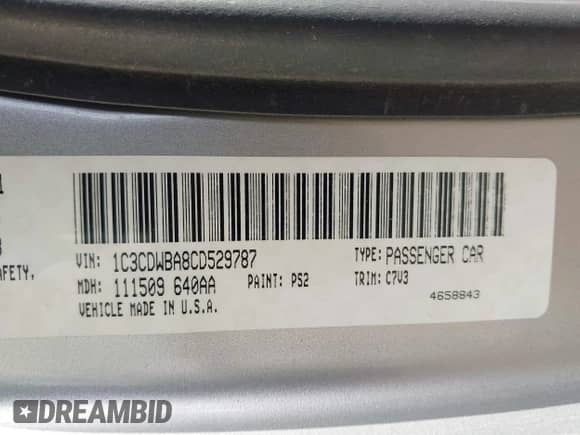 AFETY,
VIN: 1C3CDWBA8CD529787 TYPE: PASSENGER CAR
MDH: 111509 640AA PAINT: PS2 TRIM: C7V3
4658843
VEHICLE MADE IN U.S.A.
DREAMBID